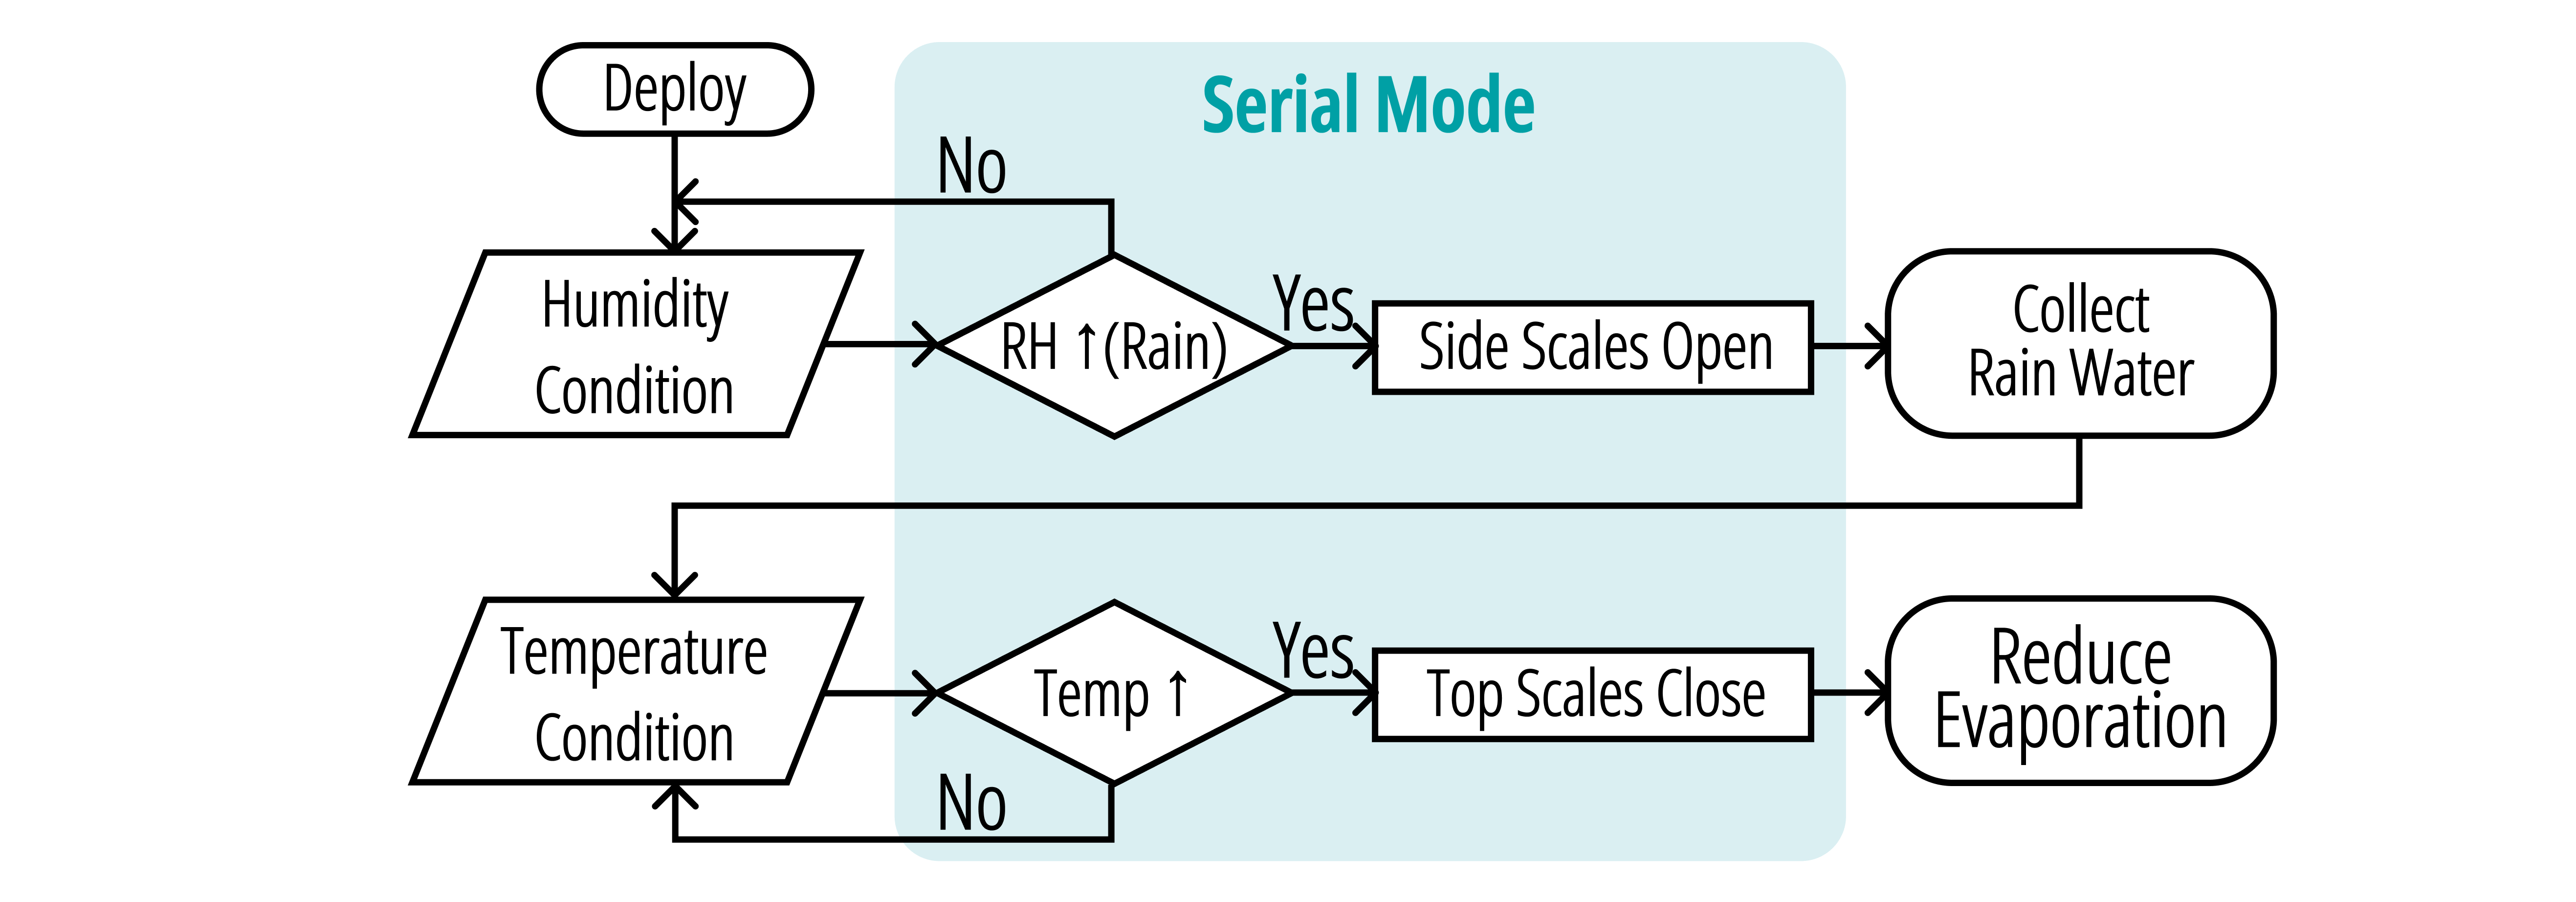 Deploy
Serial Mode
No
Humidity
Condition
RH ↑(Rain)
Yes
Side Scales Open
Collect
Rain Water
Temperature
Condition
Temp ↑
Yes
Top Scales Close
Reduce
Evaporation
No